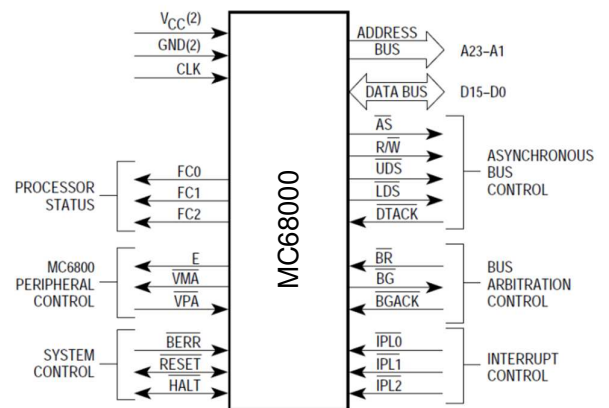 VCC(2)
GND(2)
CLK
PROCESSOR
STATUS
FC0
FC1
FC2
MC6800
PERIPHERAL
CONTROL
E
VMA
VPA
SYSTEM
CONTROL
BERR
RESET
HALT
MC68000
ADDRESS
BUS
A23–A1
DATA BUS
D15–D0
AS
R/W
UDS
LDS
DTACK
ASYNCHRONOUS
BUS
CONTROL
BR
BG
BGACK
BUS
ARBITRATION
CONTROL
IPL0
IPL1
IPL2
INTERRUPT
CONTROL